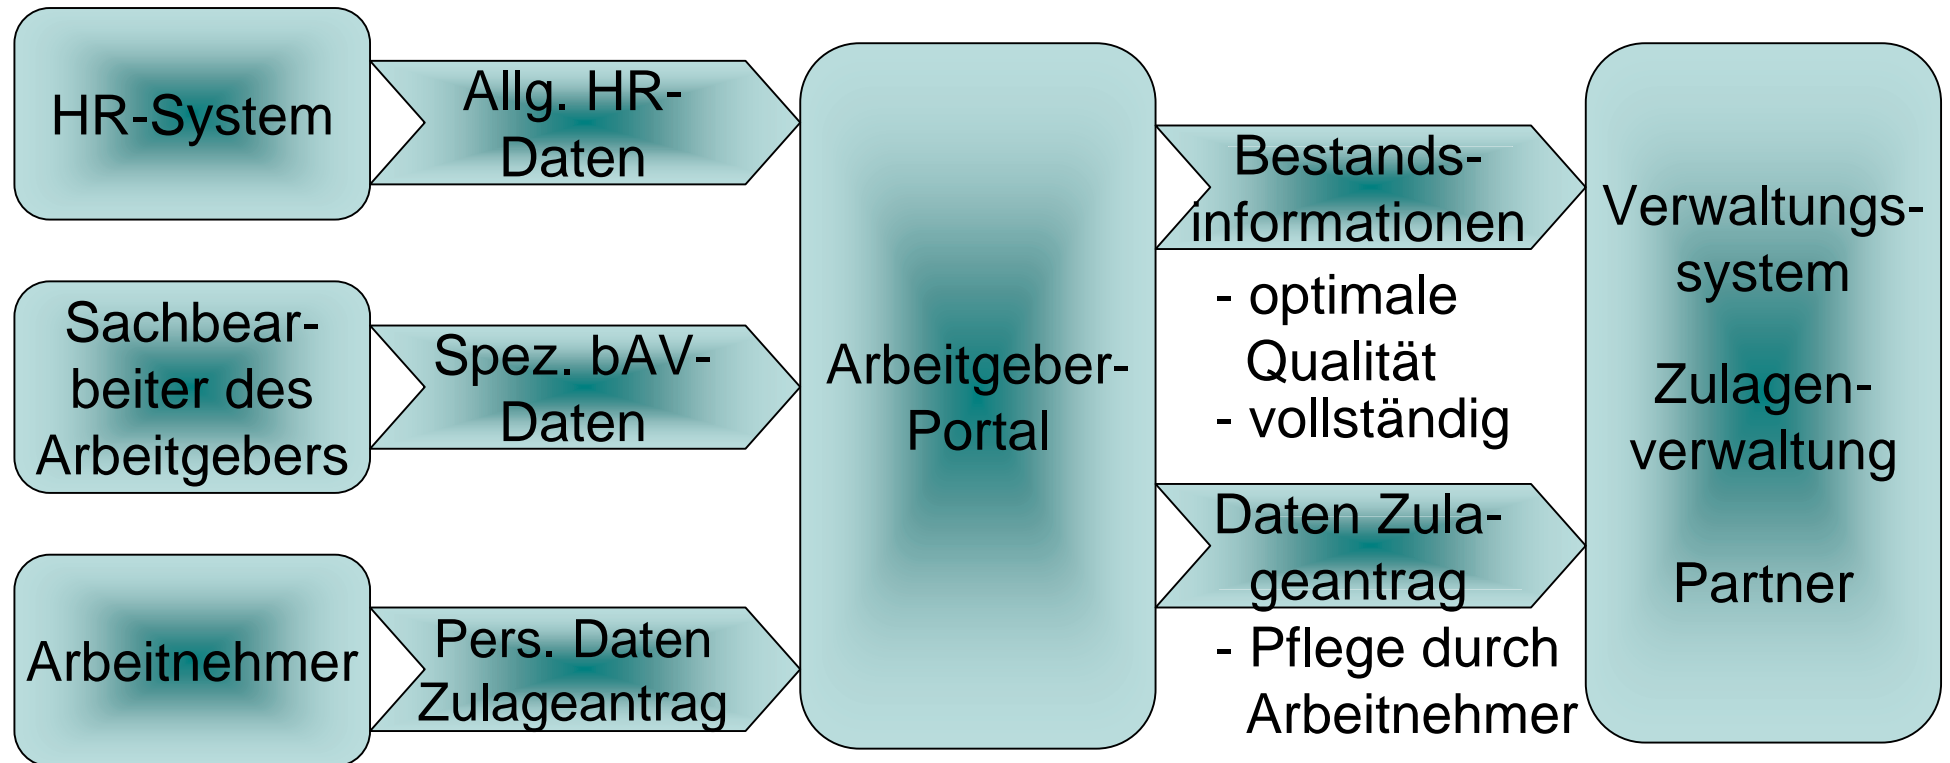 HR-System
Allg. HR-
Daten
Sachbear-
beiter des
Arbeitgebers
Spez. bAV-
Daten
Arbeitnehmer
Pers. Daten
Zulageantrag
Arbeitgeber-
Portal
Bestands-
informationen
- optimale
Qualität
- vollständig
Daten Zula-
geantrag
- Pflege durch
Arbeitnehmer
Verwaltungs-
system
Zulagen-
verwaltung
Partner